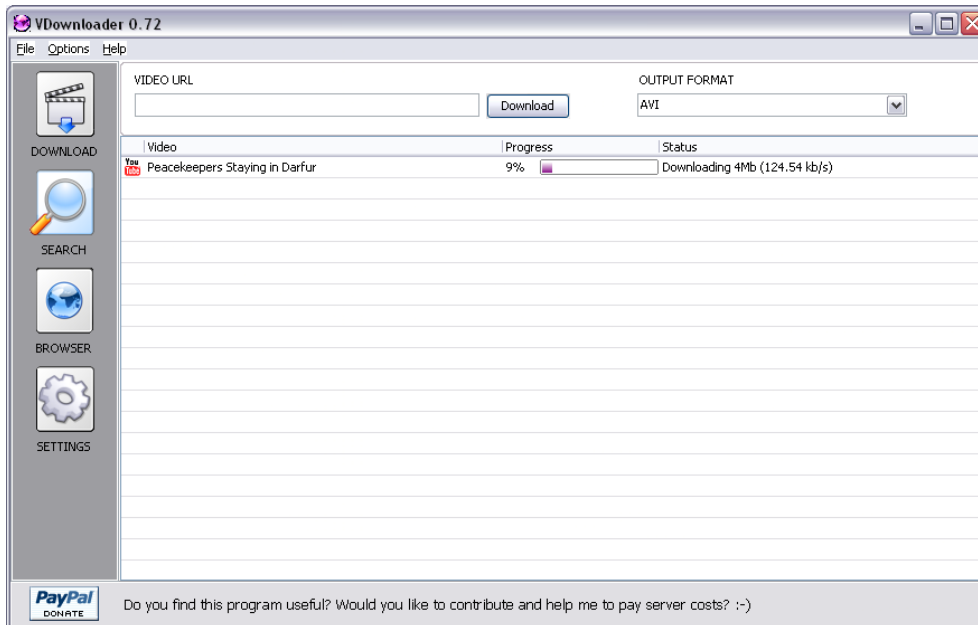 VDownloader 0.72
File Options Help
VIDEO URL
OUTPUT FORMAT
Download
AVI
DOWNLOAD
SEARCH
BROWSER
SETTINGS
Video Progress Status
You Tube Peacekeepers Staying in Darfur 9% Downloading 4Mb (124.54 kb/s)
PayPal
DONATE
Do you find this program useful? Would you like to contribute and help me to pay server costs? :-)